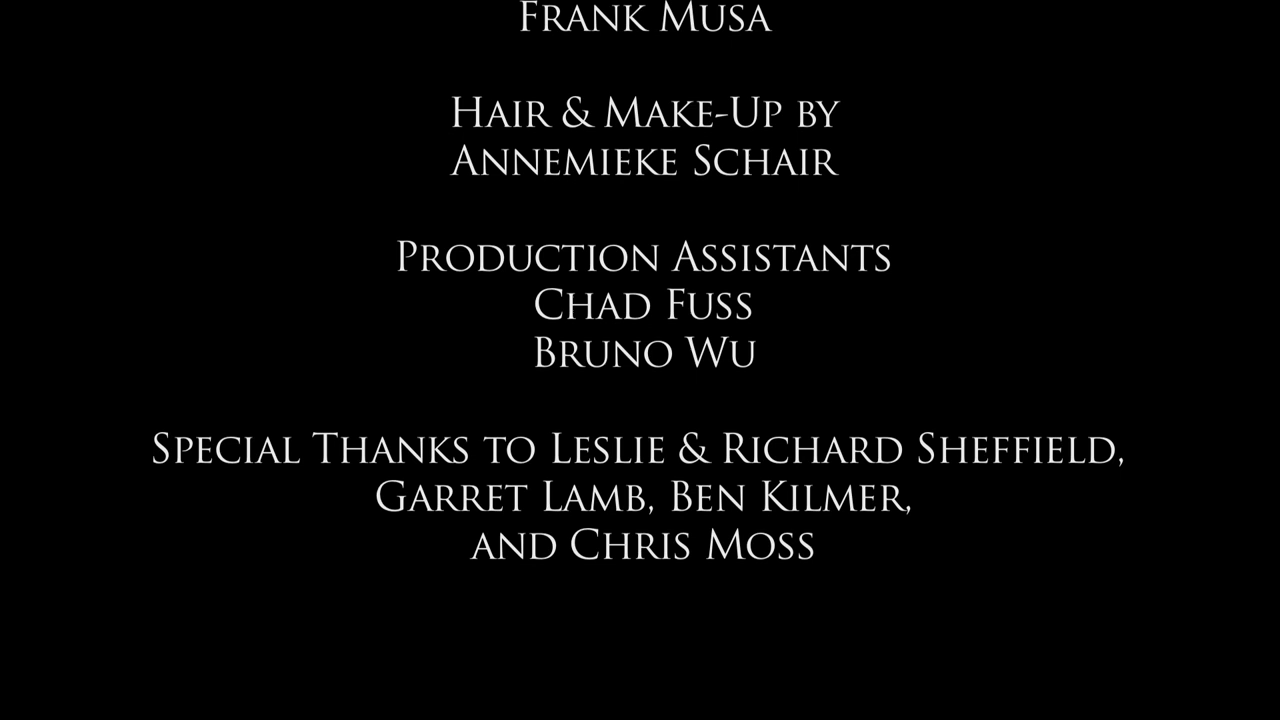 Frank Musa
Hair & Make-Up by
Annemieke Schair
Production Assistants
Chad Fuss
Bruno Wu
Special Thanks to Leslie & Richard Sheffield,
Garret Lamb, Ben Kilmer,
and Chris Moss